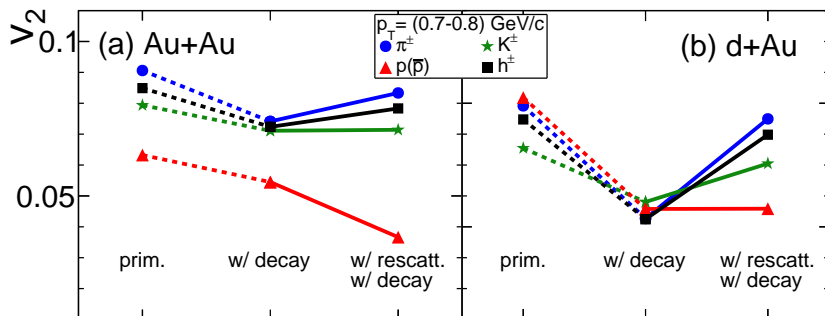 v₂
0.1
0.05
(a) Au+Au
p_T = (0.7-0.8) GeV/c
π± K±
p(p̅) h±
(b) d+Au
prim. w/ decay w/ rescatt.
w/ decay
prim. w/ decay w/ rescatt.
w/ decay